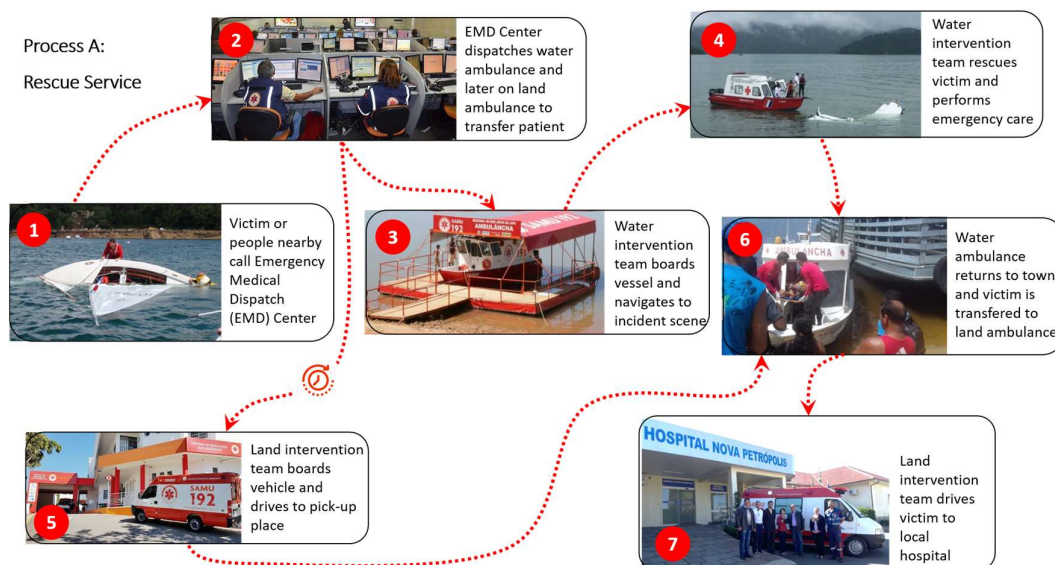 Process A:
Rescue Service
1
Victim or
people nearby
call Emergency
Medical
Dispatch
(EMD) Center
2
EMD Center
dispatches water
ambulance and
later on land
ambulance to
transfer patient
3
SAMU
192
AMBULÂNCHA
SAMU 192
Water
intervention
team boards
vessel and
navigates to
incident scene
4
Water
intervention
team rescues
victim and
performs
emergency care
5
SAMU
192
Land intervention
team boards
vehicle and
drives to pick-up
place
6
AMBULÂNCHA
Water
ambulance
returns to town
and victim is
transfered to
land ambulance
7
HOSPITAL NOVA PETRÓPOLIS
Land
intervention
team drives
victim to
local
hospital